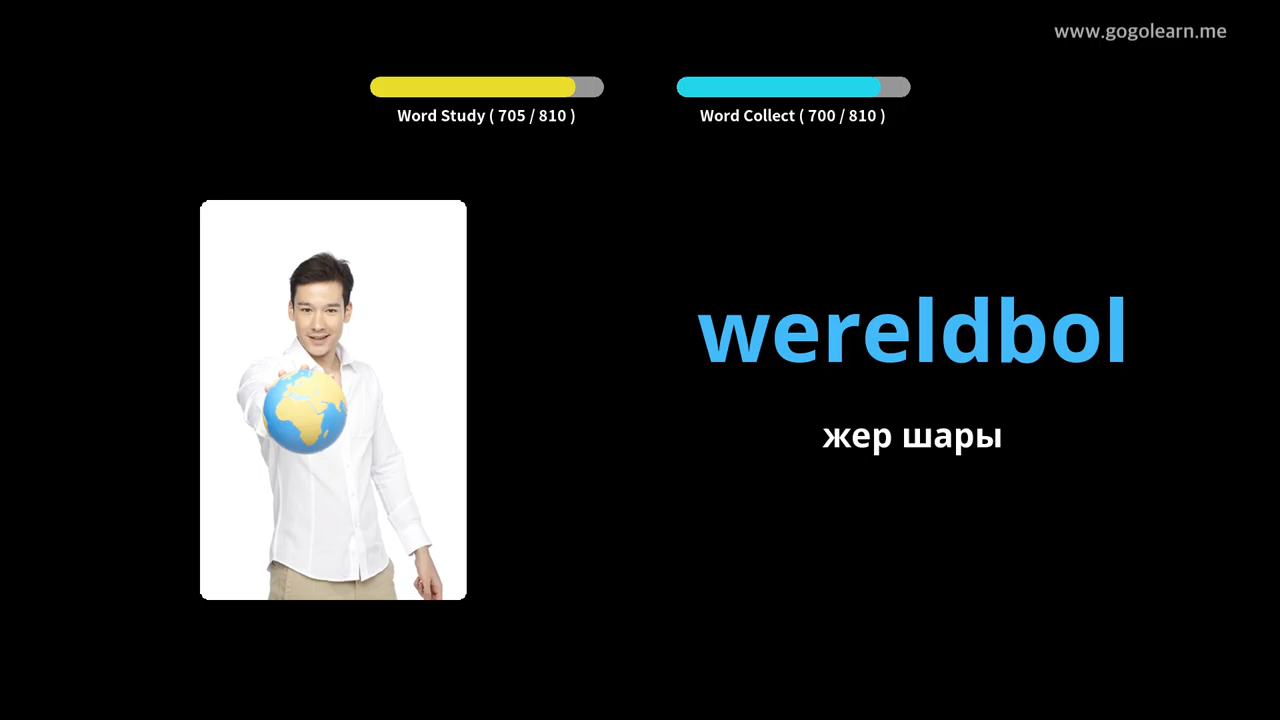 www.gogolearn.me
Word Study ( 705 / 810 )
Word Collect ( 700 / 810 )
wereldbol
жер шары